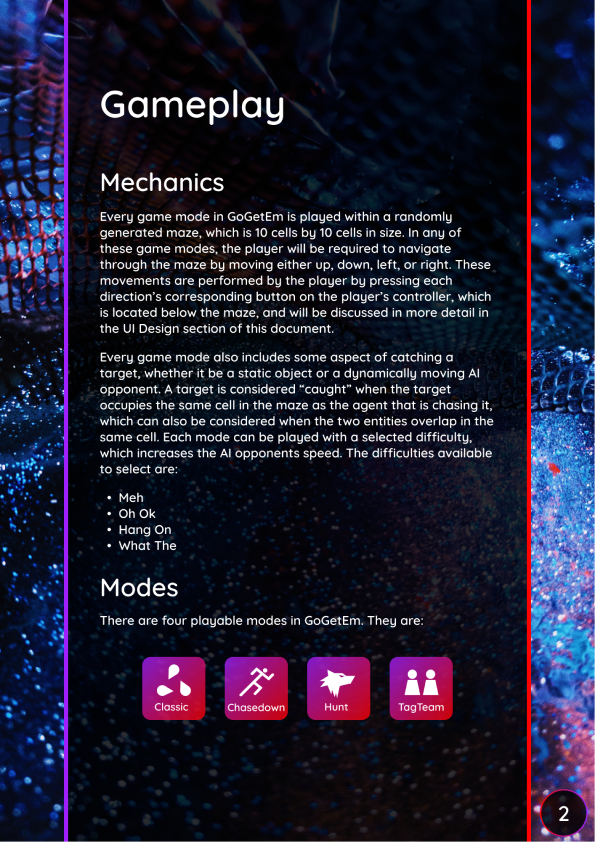 Gameplay
Mechanics
Every game mode in GoGetEm is played within a randomly
generated maze, which is 10 cells by 10 cells in size. In any of
these game modes, the player will be required to navigate
through the maze by moving either up, down, left, or right. These
movements are performed by the player by pressing each
direction's corresponding button on the player's controller, which
is located below the maze, and will be discussed in more detail in
the UI Design section of this document.
Every game mode also includes some aspect of catching a
target, whether it be a static object or a dynamically moving AI
opponent. A target is considered “caught” when the target
occupies the same cell in the maze as the agent that is chasing it,
which can also be considered when the two entities overlap in the
same cell. Each mode can be played with a selected difficulty,
which increases the AI opponents speed. The difficulties available
to select are:
• Meh
• Oh Ok
• Hang On
• What The
Modes
There are four playable modes in GoGetEm. They are:
Classic Chasedown Hunt TagTeam
2